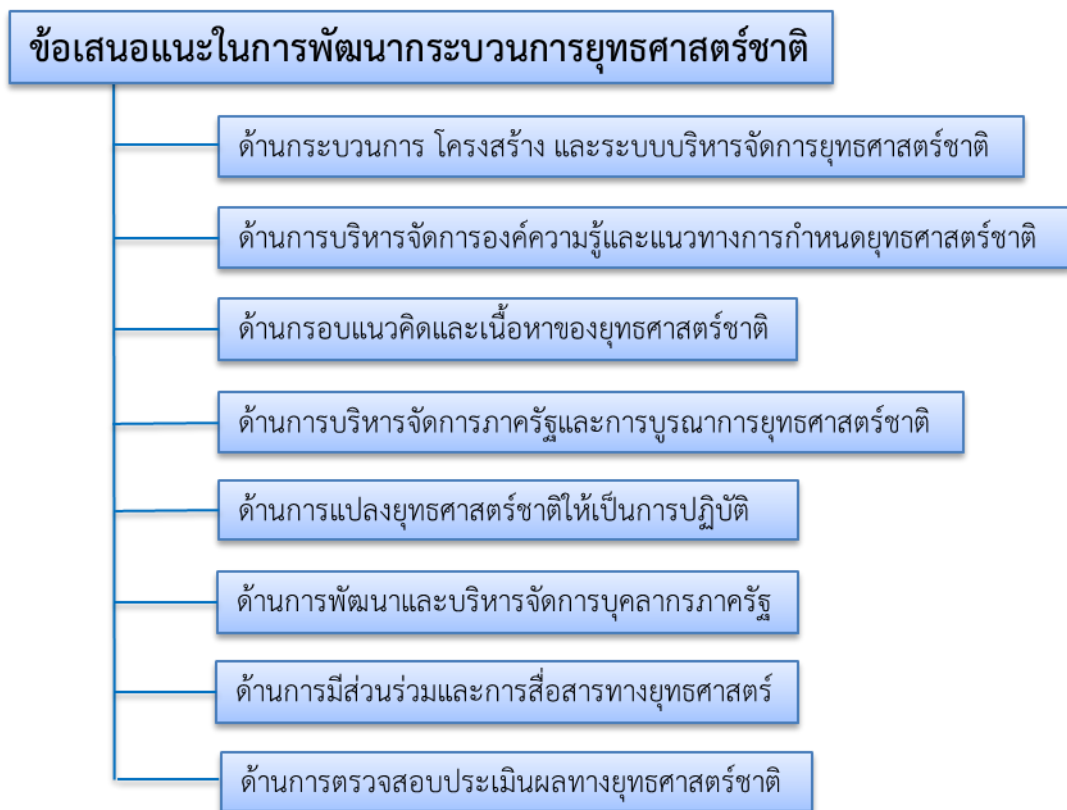 ข้อเสนอแนะในการพัฒนากระบวนการยุทธศาสตร์ชาติ
ด้านกระบวนการ โครงสร้าง และระบบบริหารจัดการยุทธศาสตร์ชาติ
ด้านการบริหารจัดการองค์ความรู้และแนวทางการกำหนดยุทธศาสตร์ชาติ
ด้านกรอบแนวคิดและเนื้อหาของยุทธศาสตร์ชาติ
ด้านการบริหารจัดการภาครัฐและการบูรณาการยุทธศาสตร์ชาติ
ด้านการแปลงยุทธศาสตร์ชาติให้เป็นการปฏิบัติ
ด้านการพัฒนาและบริหารจัดการบุคลากรภาครัฐ
ด้านการมีส่วนร่วมและการสื่อสารทางยุทธศาสตร์
ด้านการตรวจสอบประเมินผลทางยุทธศาสตร์ชาติ